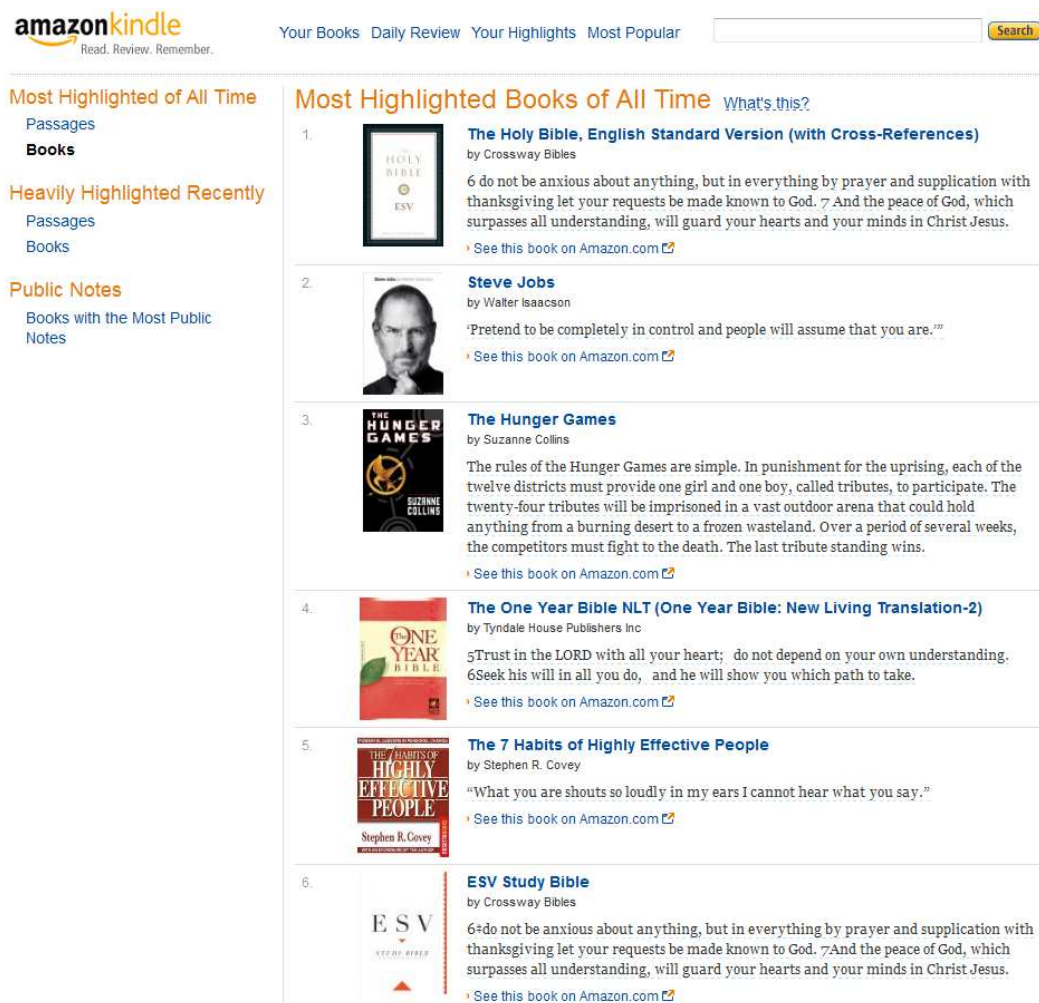 amazonkindle
Read. Review. Remember.
Your Books Daily Review Your Highlights Most Popular
Search
Most Highlighted of All Time
Passages
Books
Heavily Highlighted Recently
Passages
Books
Public Notes
Books with the Most Public
Notes
Most Highlighted Books of All Time What's this?
1.
THE
HOLY
BIBLE
ESV
The Holy Bible, English Standard Version (with Cross-References)
by Crossway Bibles
6 do not be anxious about anything, but in everything by prayer and supplication with
thanksgiving let your requests be made known to God. 7 And the peace of God, which
surpasses all understanding, will guard your hearts and your minds in Christ Jesus.
› See this book on Amazon.com
2.
Steve Jobs
by Walter Isaacson
‘Pretend to be completely in control and people will assume that you are.’”
› See this book on Amazon.com
3.
THE
HUNGER
GAMES
SUZANNE
COLLINS
The Hunger Games
by Suzanne Collins
The rules of the Hunger Games are simple. In punishment for the uprising, each of the
twelve districts must provide one girl and one boy, called tributes, to participate. The
twenty-four tributes will be imprisoned in a vast outdoor arena that could hold
anything from a burning desert to a frozen wasteland. Over a period of several weeks,
the competitors must fight to the death. The last tribute standing wins.
› See this book on Amazon.com
4.
The
ONE
YEAR
BIBLE
The One Year Bible NLT (One Year Bible: New Living Translation-2)
by Tyndale House Publishers Inc
5Trust in the LORD with all your heart; do not depend on your own understanding.
6Seek his will in all you do, and he will show you which path to take.
› See this book on Amazon.com
5.
THE 7 HABITS OF
HIGHLY
EFFECTIVE
PEOPLE
Stephen R. Covey
The 7 Habits of Highly Effective People
by Stephen R. Covey
“What you are shouts so loudly in my ears I cannot hear what you say.”
› See this book on Amazon.com
6.
ESV
STUDY BIBLE
ESV Study Bible
by Crossway Bibles
6‡do not be anxious about anything, but in everything by prayer and supplication with
thanksgiving let your requests be made known to God. 7And the peace of God, which
surpasses all understanding, will guard your hearts and your minds in Christ Jesus.
› See this book on Amazon.com